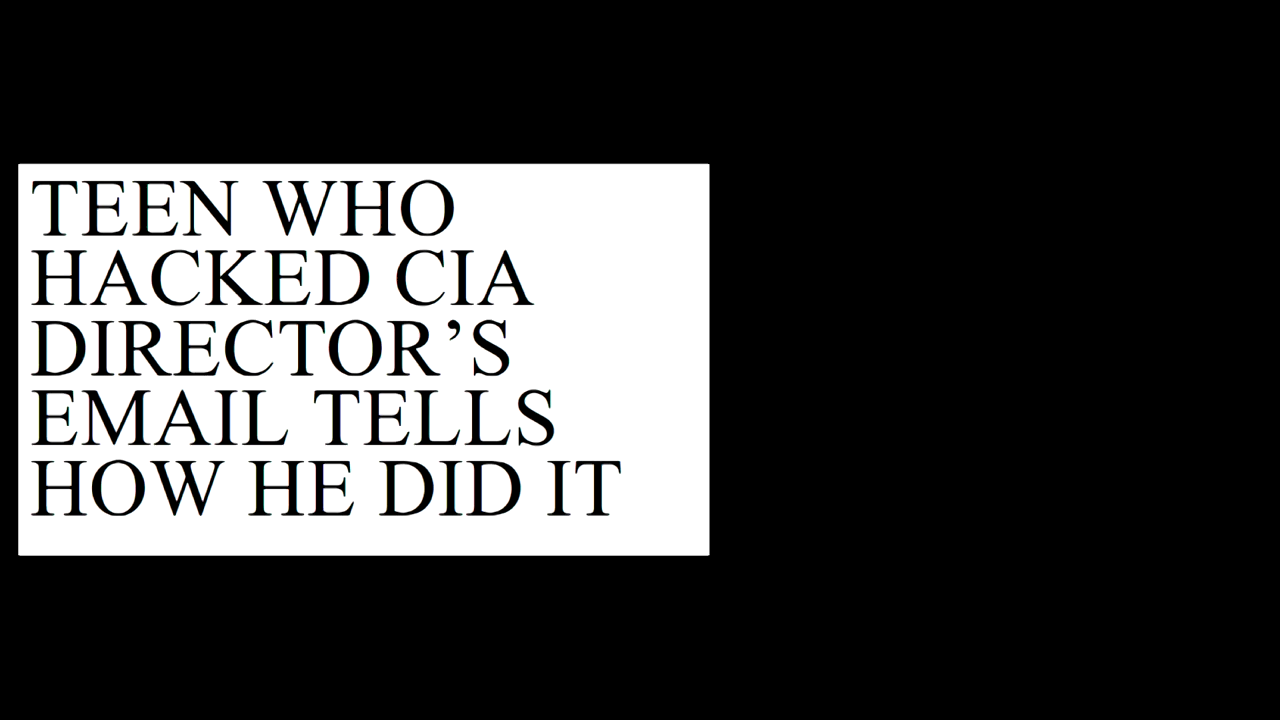 TEEN WHO
HACKED CIA
DIRECTOR’S
EMAIL TELLS
HOW HE DID IT